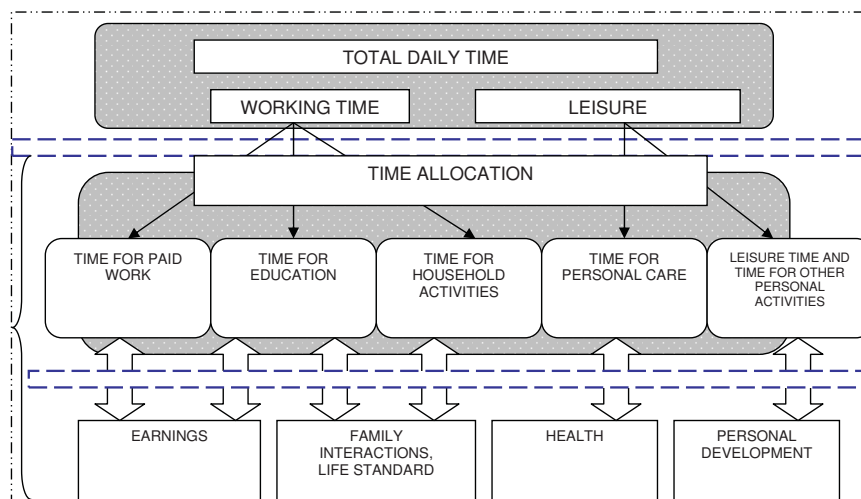 TOTAL DAILY TIME
WORKING TIME
LEISURE
TIME ALLOCATION
TIME FOR PAID
WORK
TIME FOR
EDUCATION
TIME FOR
HOUSEHOLD
ACTIVITIES
TIME FOR
PERSONAL CARE
LEISURE TIME AND
TIME FOR OTHER
PERSONAL
ACTIVITIES
EARNINGS
FAMILY
INTERACTIONS,
LIFE STANDARD
HEALTH
PERSONAL
DEVELOPMENT